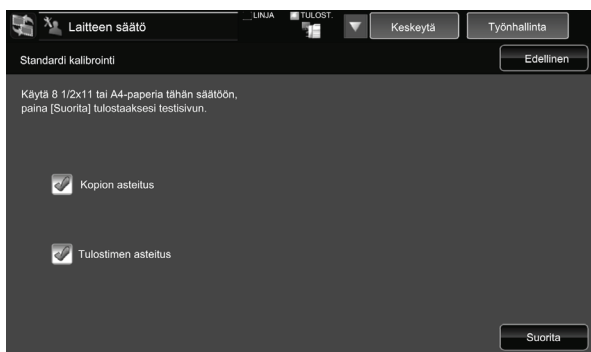 Laitteen säätö
LINJA
TULOST.
Keskeytä
Työnhallinta
Standardi kalibrointi
Edellinen
Käytä 8 1/2x11 tai A4-paperia tähän säätöön,
paina [Suorita] tulostaaksesi testisivun.
Kopion asteitus
Tulostimen asteitus
Suorita